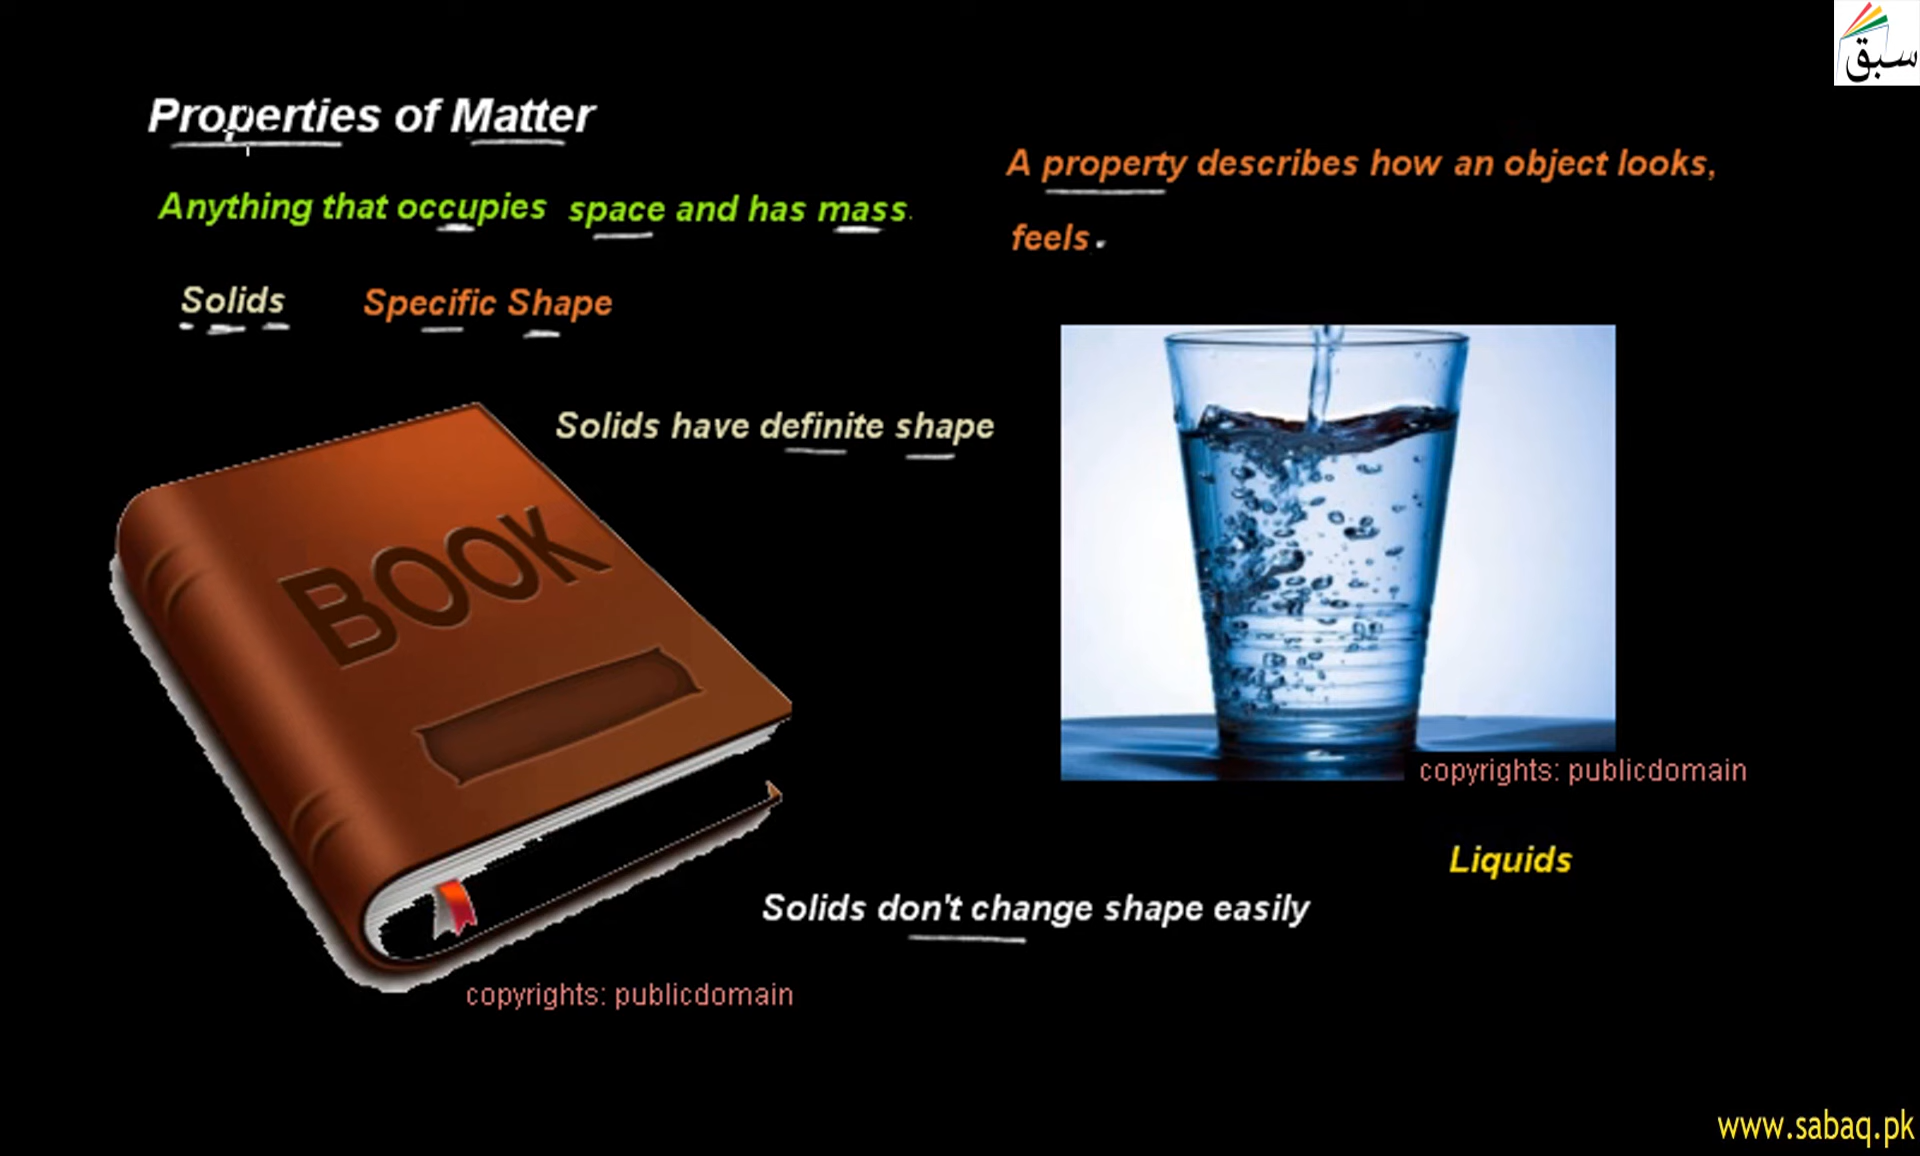 سبق
Properties of Matter
Anything that occupies space and has mass.
A property describes how an object looks,
feels.
Solids Specific Shape
Solids have definite shape
BOOK
copyrights: publicdomain
Liquids
Solids don't change shape easily
copyrights: publicdomain
www.sabaq.pk